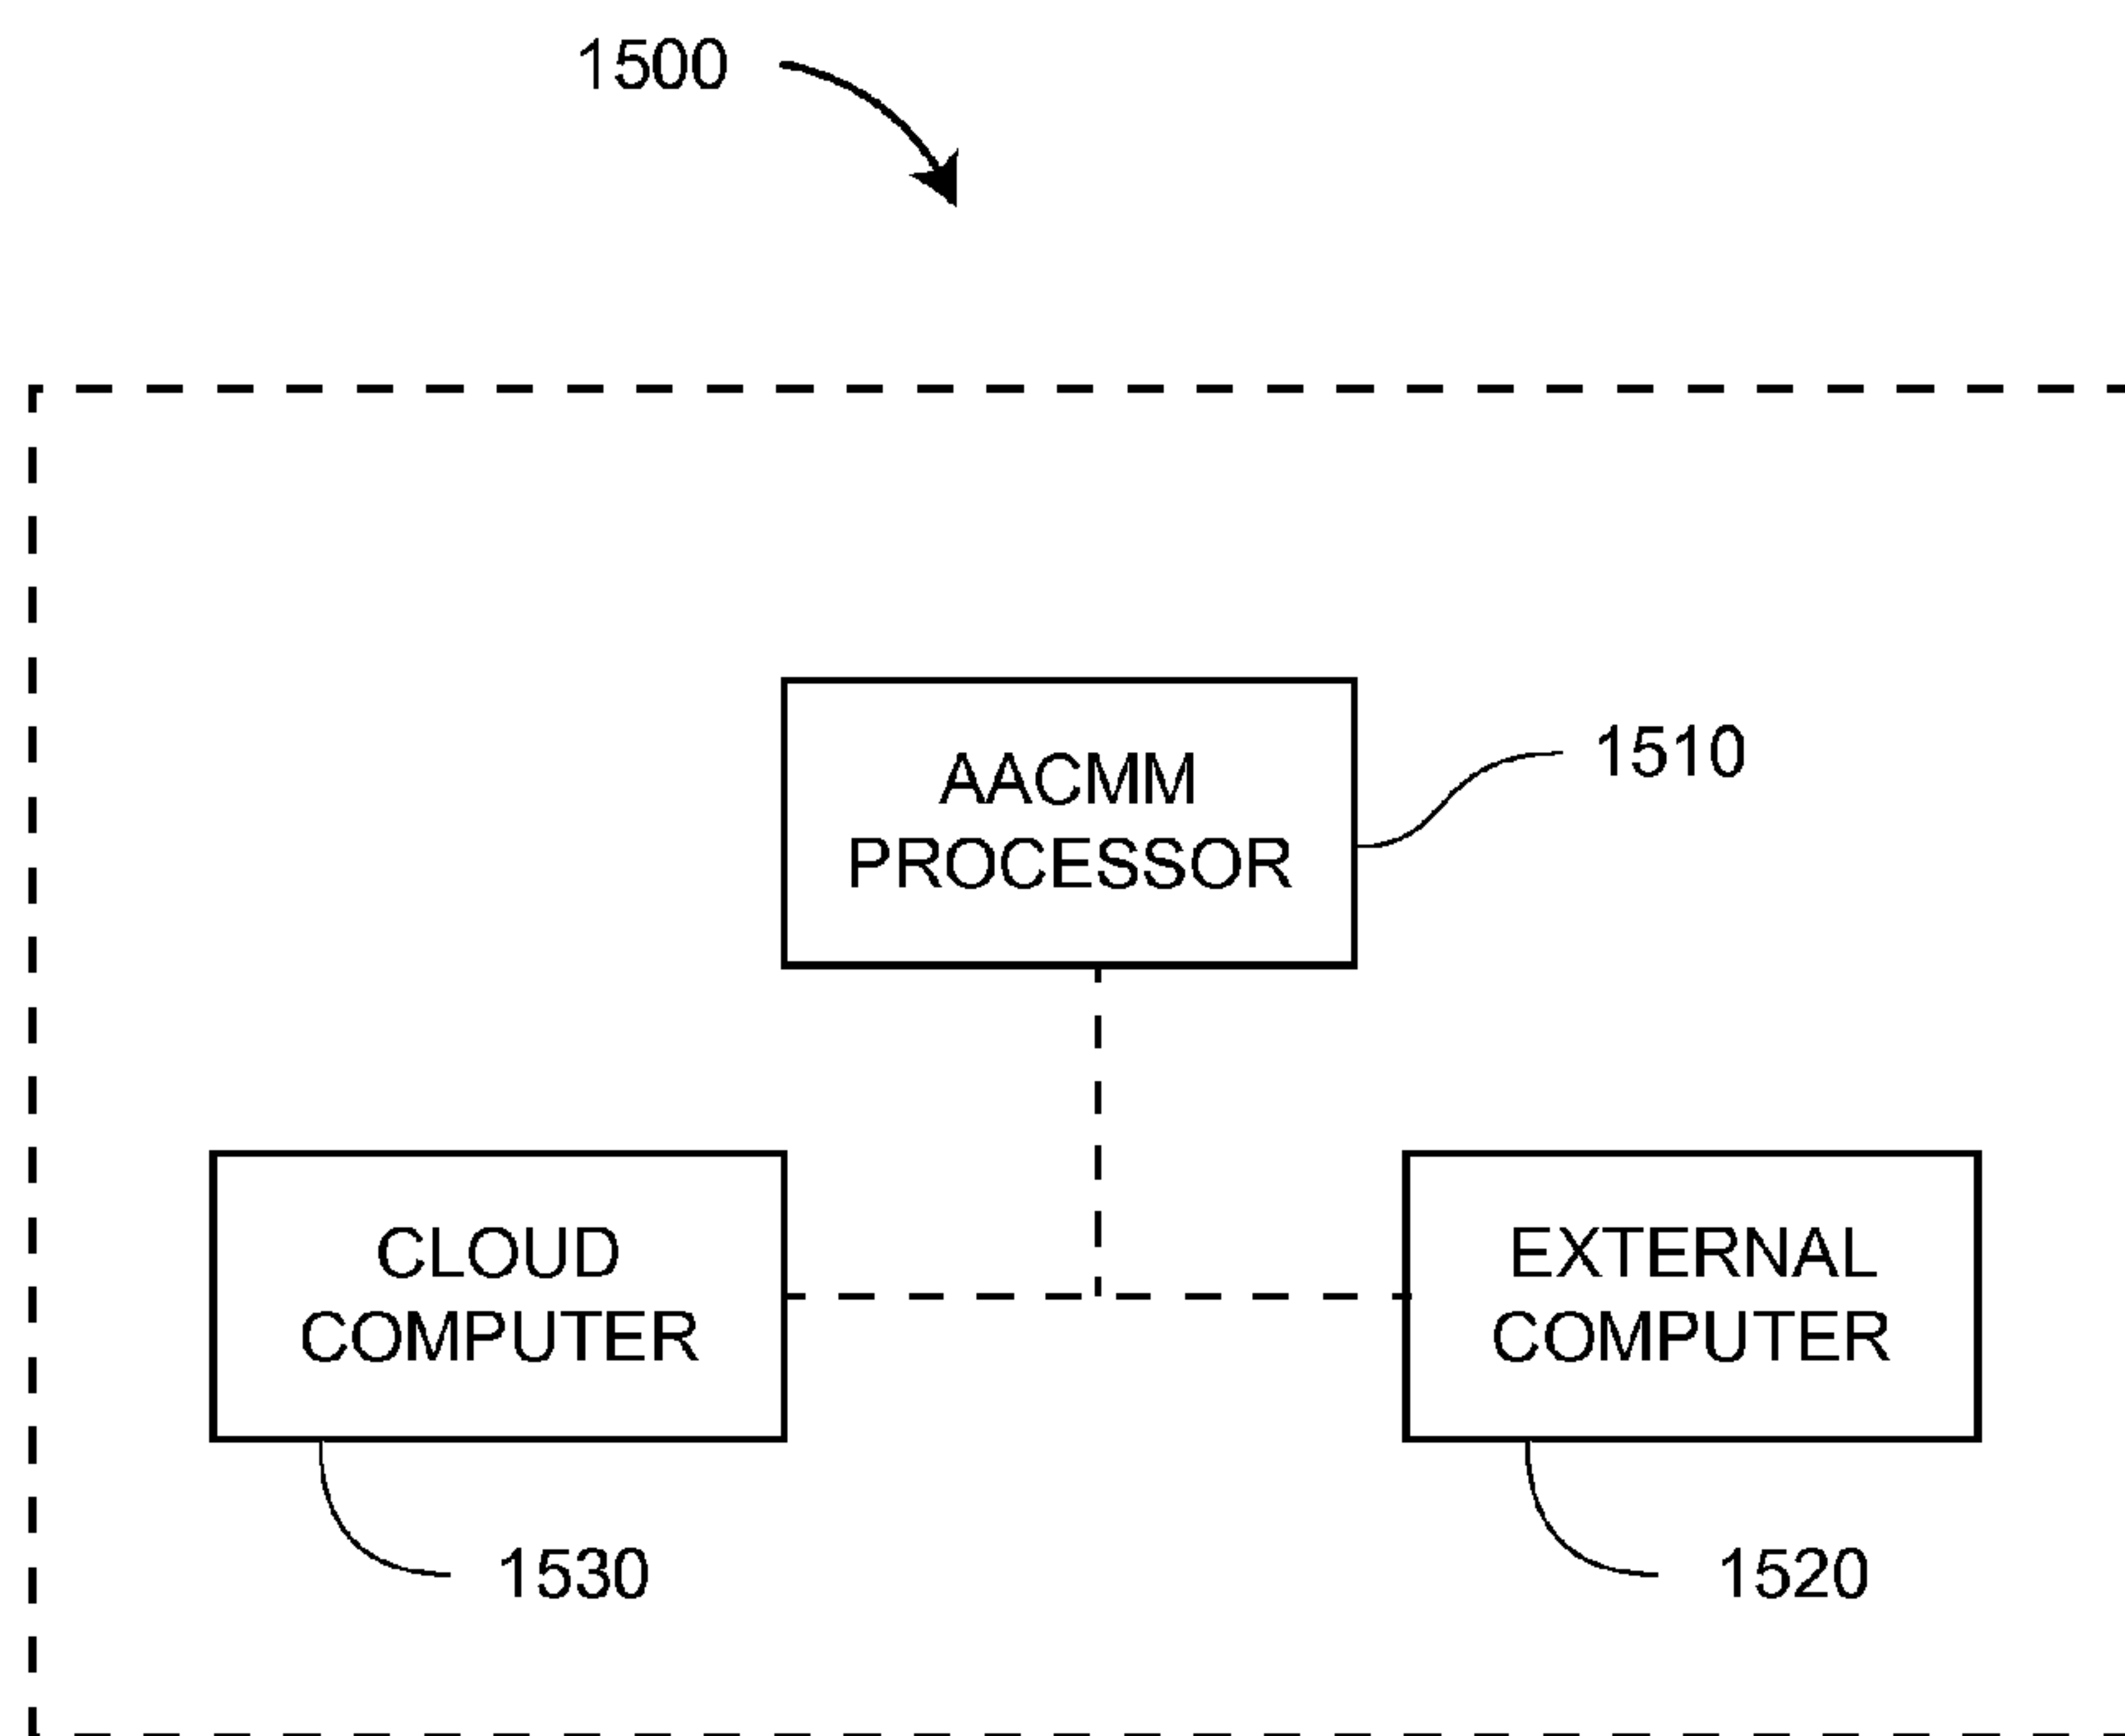 1500
AACMM
PROCESSOR
1510
CLOUD
COMPUTER
EXTERNAL
COMPUTER
1530
1520